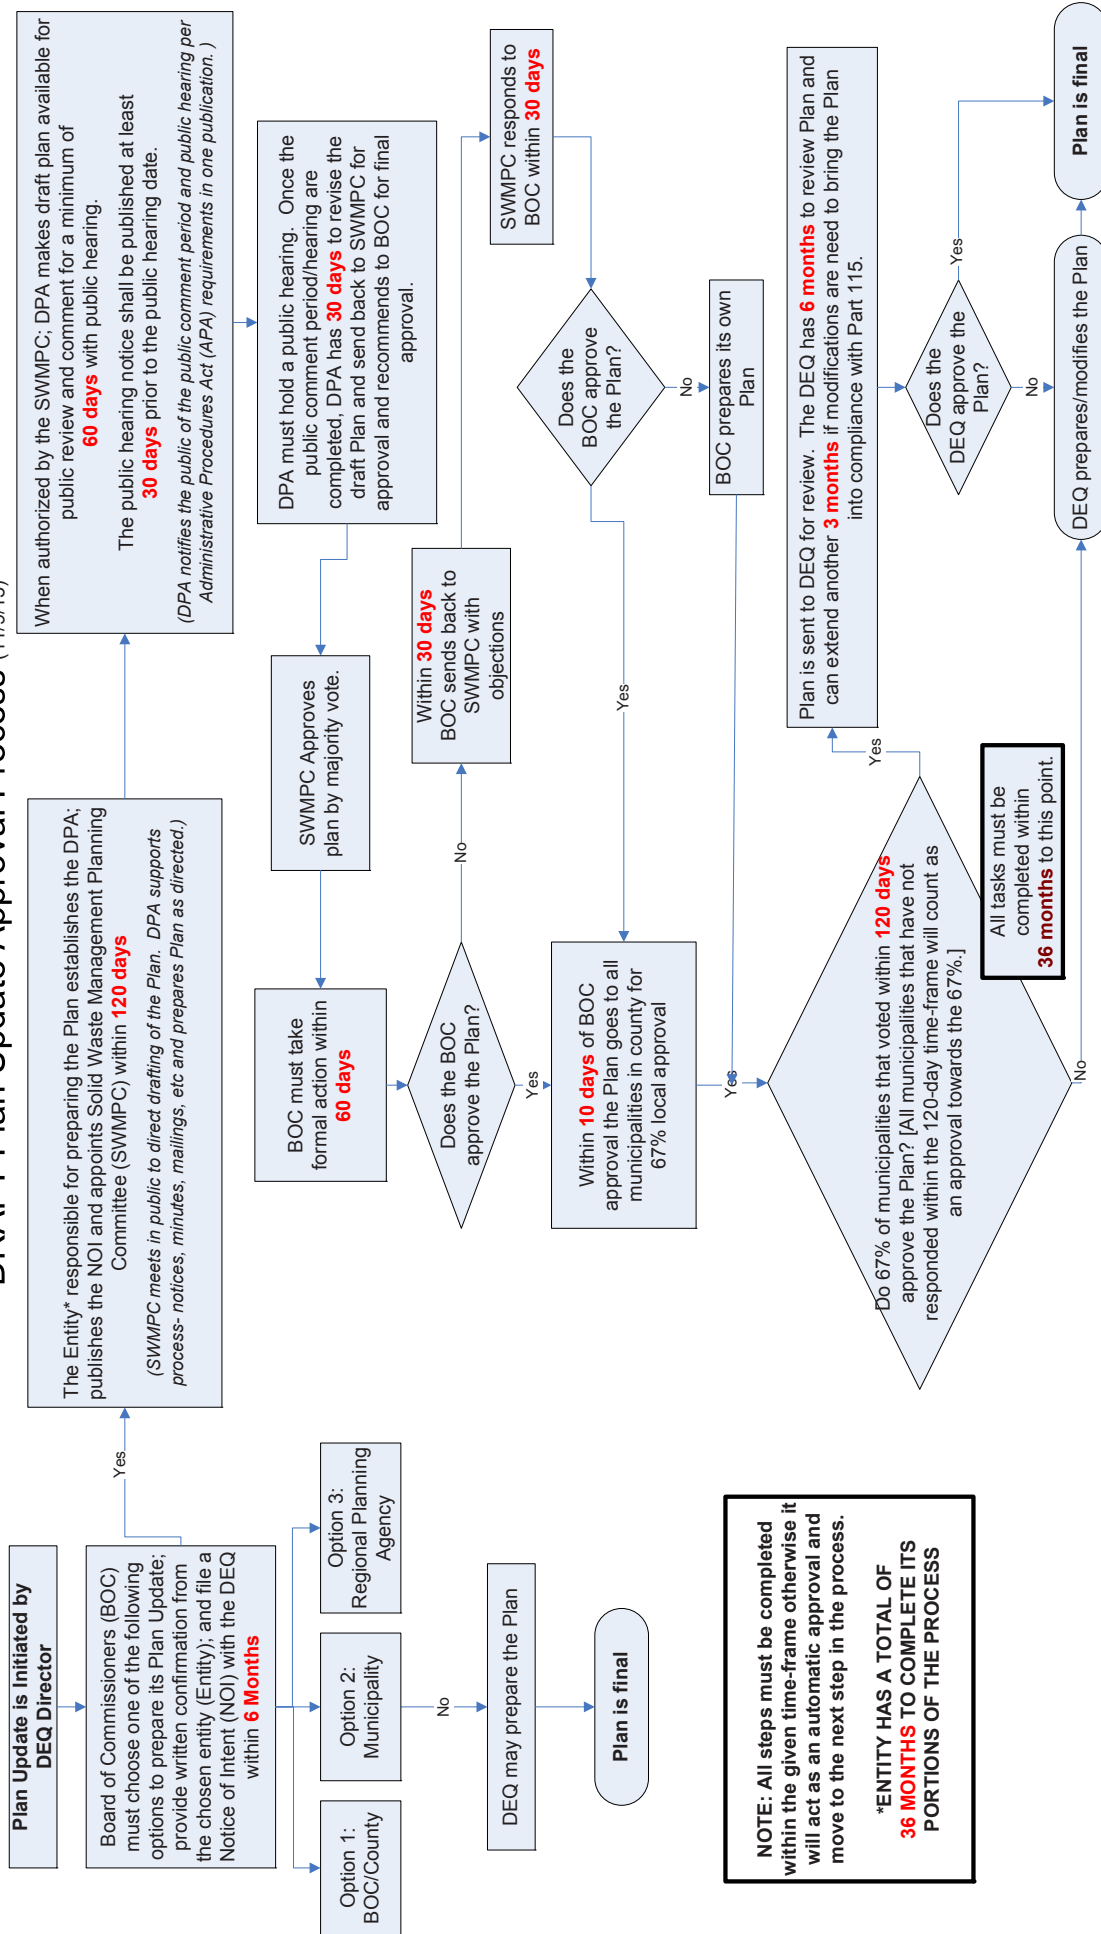 DRAFT Plan Update Approval Process (11/5/15)
Plan Update is Initiated by
DEQ Director
Board of Commissioners (BOC)
must choose one of the following
options to prepare its Plan Update;
provide written confirmation from
the chosen entity (Entity); and file a
Notice of Intent (NOI) with the DEQ
within 6 Months
Yes
Option 1:
BOC/County
Option 2:
Municipality
Option 3:
Regional Planning
Agency
No
DEQ may prepare the Plan
Plan is final
The Entity* responsible for preparing the Plan establishes the DPA;
publishes the NOI and appoints Solid Waste Management Planning
Committee (SWMPC) within 120 days
(SWMPC meets in public to direct drafting of the Plan.  DPA supports
process- notices, minutes, mailings, etc and prepares Plan as directed.)
When authorized by the SWMPC; DPA makes draft plan available for
public review and comment for a minimum of
60 days with public hearing.
The public hearing notice shall be published at least
30 days prior to the public hearing date.
(DPA notifies the public of the public comment period and public hearing per
Administrative Procedures Act (APA) requirements in one publication. )
DPA must hold a public hearing.  Once the
public comment period/hearing are
completed, DPA has 30 days to revise the
draft Plan and send back to SWMPC for
approval and recommends to BOC for final
approval.
SWMPC Approves
plan by majority vote.
BOC must take
formal action within
60 days
Does the BOC
approve the Plan?
No
Within 30 days
BOC sends back to
SWMPC with
objections
SWMPC responds to
BOC within 30 days
Does the
BOC approve
the Plan?
No
BOC prepares its own
Plan
Yes
Yes
Within 10 days of BOC
approval the Plan goes to all
municipalities in county for
67% local approval
Yes
Do 67% of municipalities that voted within 120 days
approve the Plan? [All municipalities that have not
responded within the 120-day time-frame will count as
an approval towards the 67%.]
Yes
No
All tasks must be
completed within
36 months to this point.
Plan is sent to DEQ for review.  The DEQ has 6 months to review Plan and
can extend another 3 months if modifications are need to bring the Plan
into compliance with Part 115.
Does the
DEQ approve the
Plan?
Yes
No
DEQ prepares/modifies the Plan
Plan is final
NOTE: All steps must be completed
within the given time-frame otherwise it
will act as an automatic approval and
move to the next step in the process.
*ENTITY HAS A TOTAL OF
36 MONTHS TO COMPLETE ITS
PORTIONS OF THE PROCESS